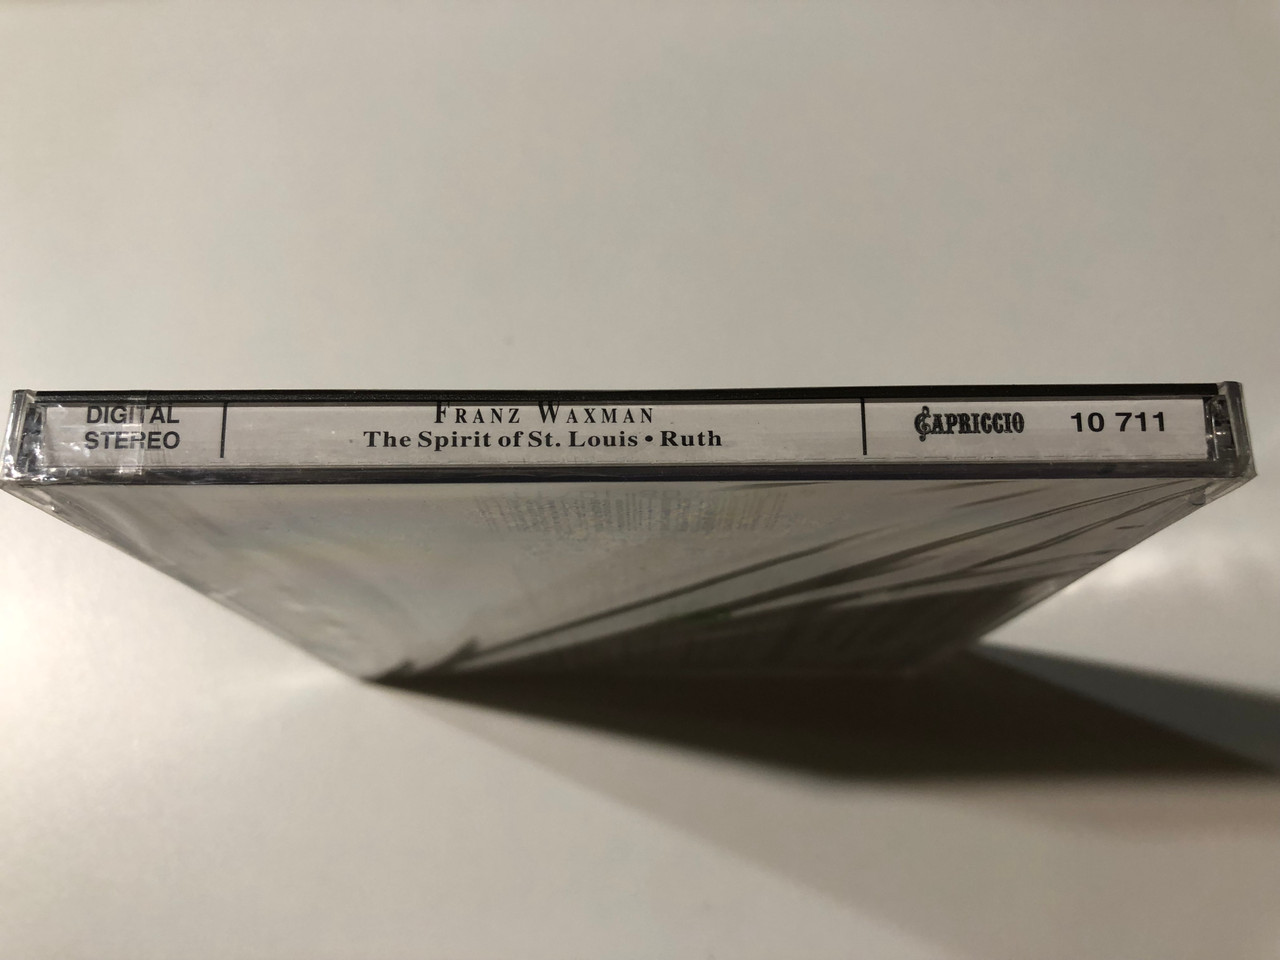 DIGITAL
STEREO
FRANZ WAXMAN
The Spirit of St. Louis • Ruth
CAPRICCIO 10 711